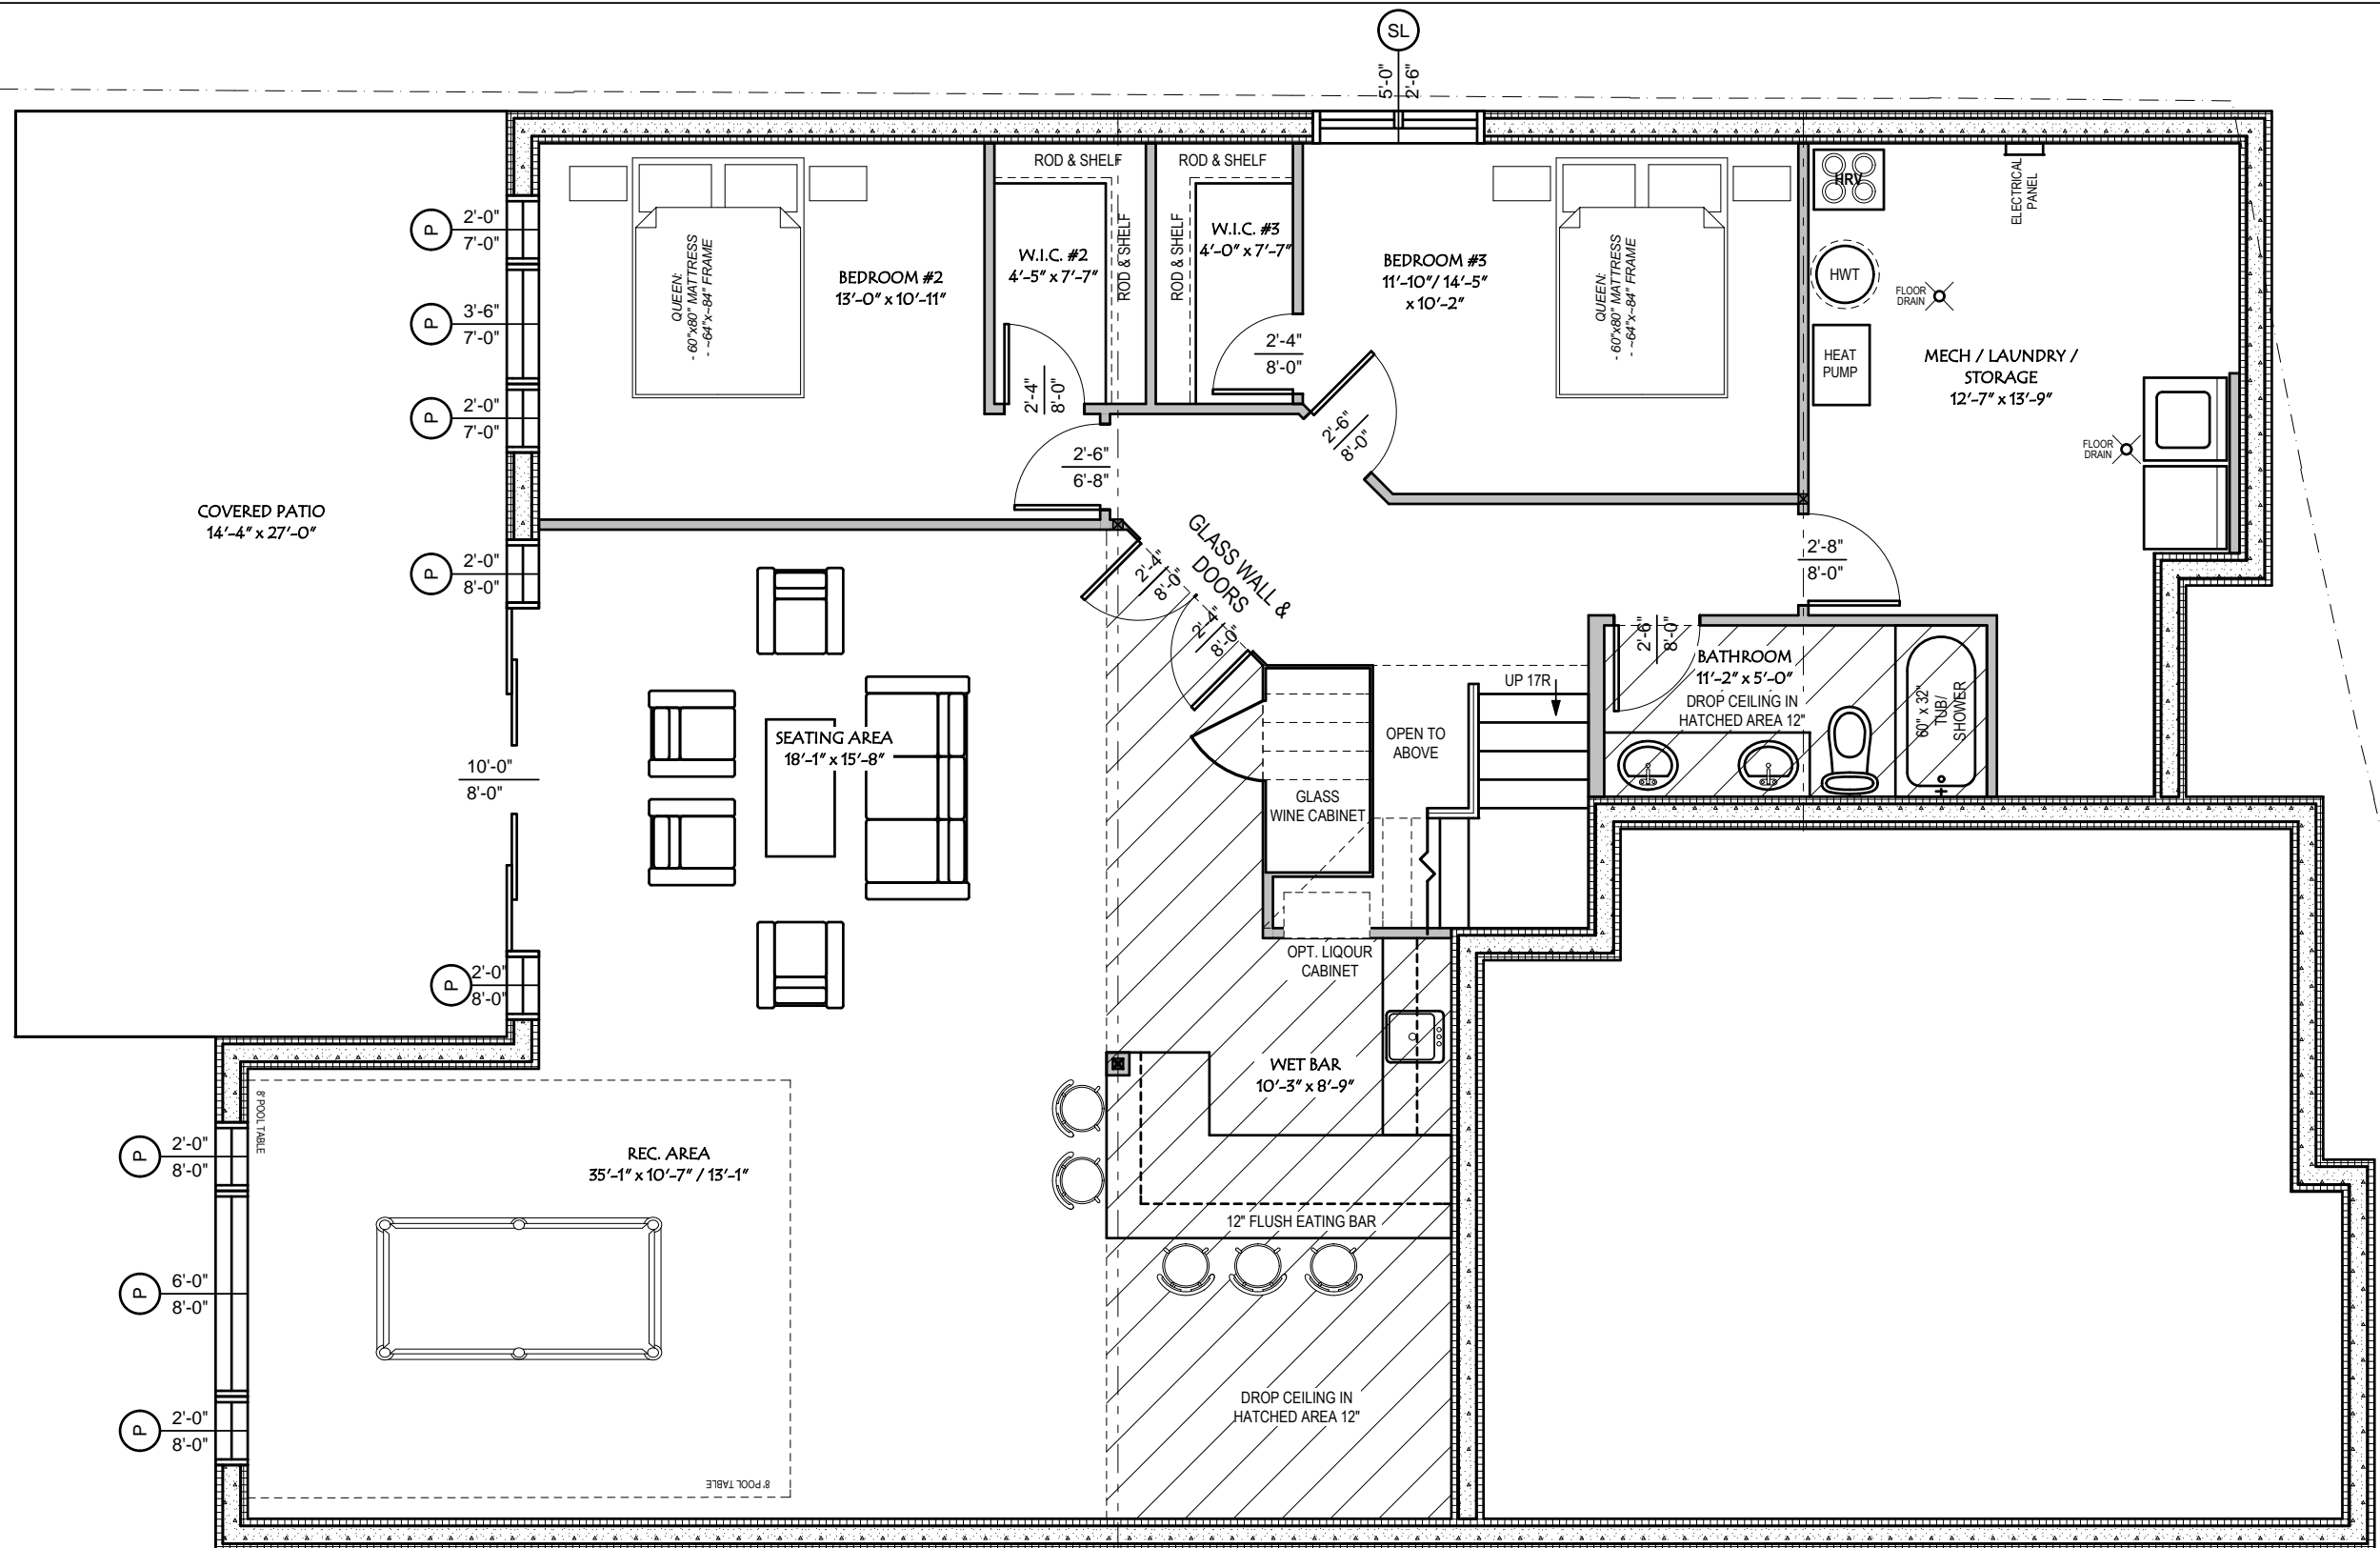 SL
5'-0"
2'-6"
ROD & SHELF
ROD & SHELF
HRV
ELECTRICAL
PANEL
P
2'-0"
7'-0"
QUEEN:
- 60"x80" MATTRESS
- ~64"x~84" FRAME
BEDROOM #2
13'-0" x 10'-11"
W.I.C. #2
4'-5" x 7'-7"
ROD & SHELF
ROD & SHELF
W.I.C. #3
4'-0" x 7'-7"
BEDROOM #3
11'-10"/ 14'-5"
x 10'-2"
QUEEN:
- 60"x80" MATTRESS
- ~64"x~84" FRAME
HWT
FLOOR
DRAIN
P
3'-6"
7'-0"
2'-4"
8'-0"
HEAT
PUMP
MECH / LAUNDRY /
STORAGE
12'-7" x 13'-9"
P
2'-0"
7'-0"
2'-4"
8'-0"
2'-6"
8'-0"
FLOOR
DRAIN
2'-6"
6'-8"
COVERED PATIO
14'-4" x 27'-0"
P
2'-0"
8'-0"
2'-4"
8'-0"
GLASS WALL &
DOORS
2'-4"
8'-0"
2'-8"
8'-0"
2'-6"
8'-0"
BATHROOM
11'-2" x 5'-0"
DROP CEILING IN
HATCHED AREA 12"
60" x 32"
TUB/
SHOWER
UP 17R
OPEN TO
ABOVE
SEATING AREA
18'-1" x 15'-8"
10'-0"
8'-0"
GLASS
WINE CABINET
P
2'-0"
8'-0"
OPT. LIQOUR
CABINET
WET BAR
10'-3" x 8'-9"
8' POOL TABLE
P
2'-0"
8'-0"
REC. AREA
35'-1" x 10'-7" / 13'-1"
12" FLUSH EATING BAR
P
6'-0"
8'-0"
P
2'-0"
8'-0"
DROP CEILING IN
HATCHED AREA 12"
8' POOL TABLE